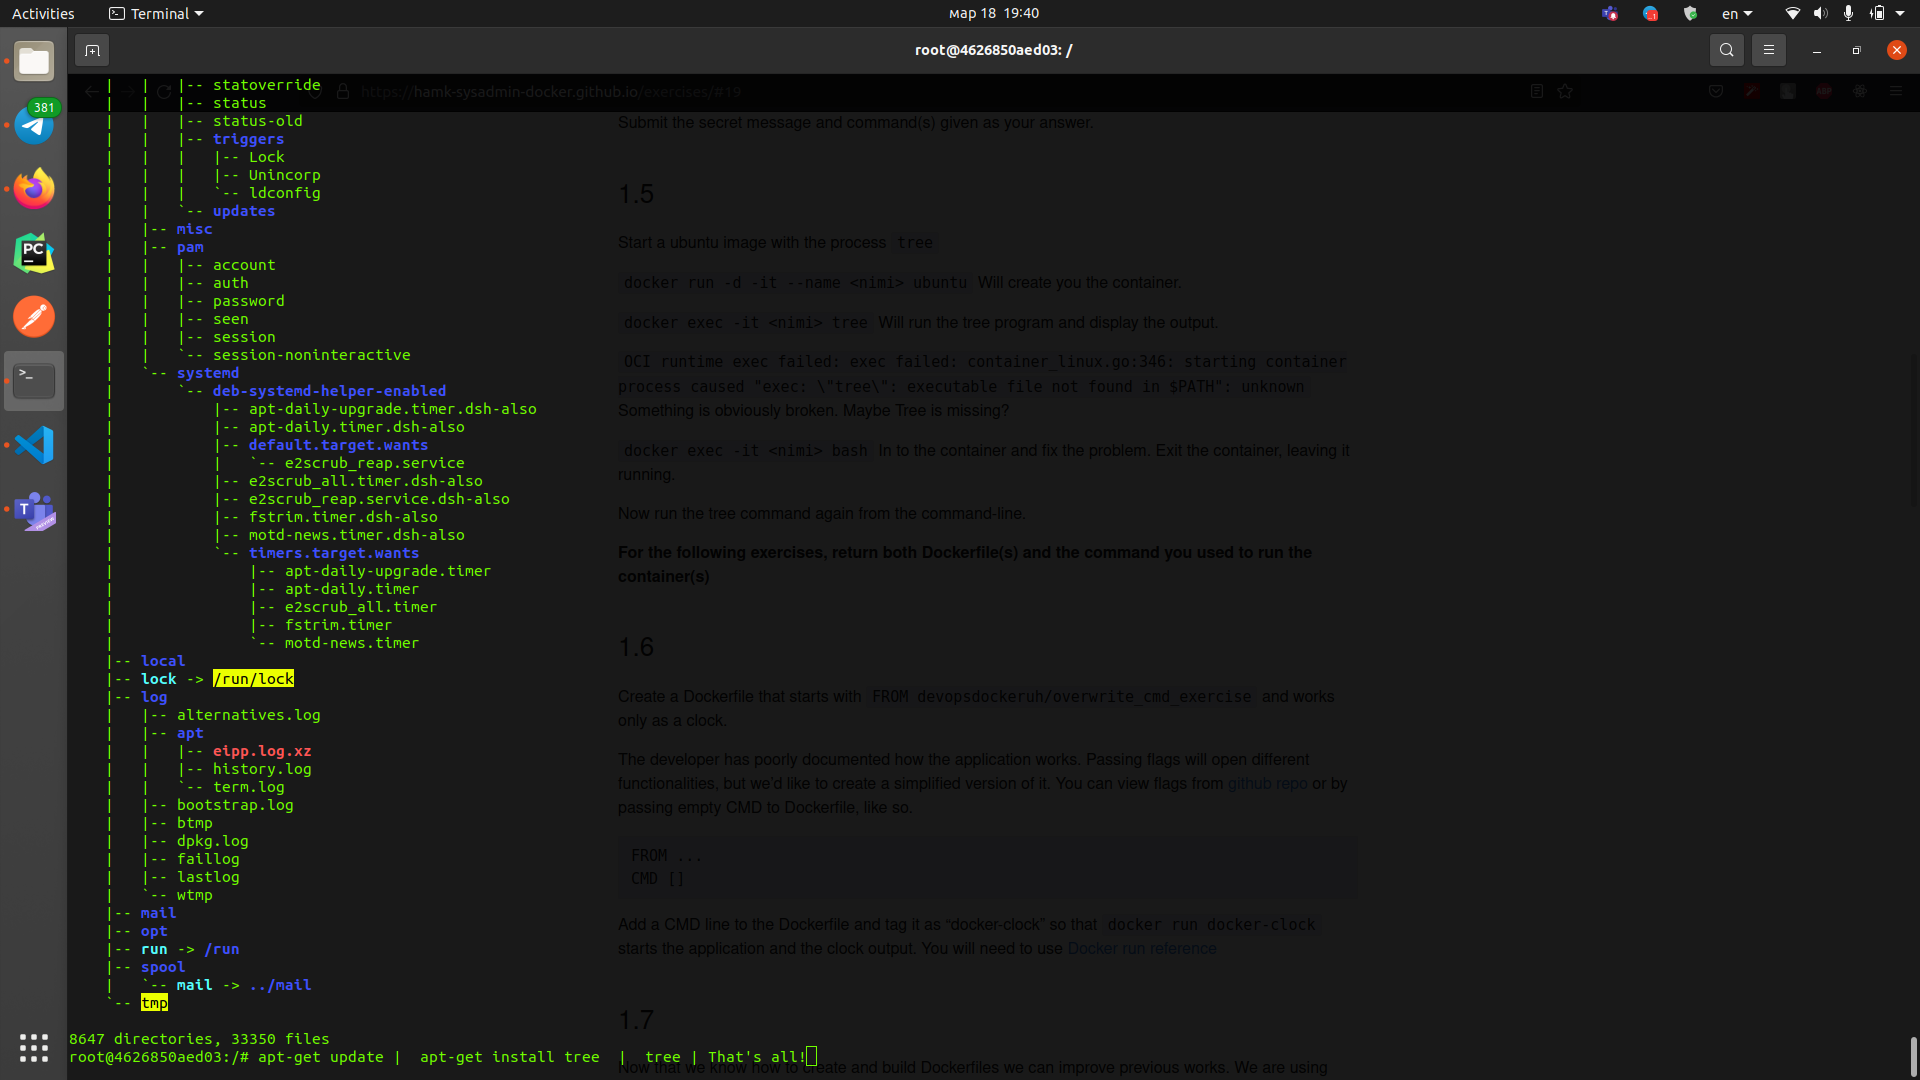 Activities
Terminal
мар 18 19:40
en
root@4626850aed03: /
381
| | |-- statoverride
| | |-- status
| | |-- status-old
| | |-- triggers
| | | |-- Lock
| | | |-- Unincorp
| | | `-- ldconfig
| | `-- updates
| |-- misc
| |-- pam
| | |-- account
| | |-- auth
| | |-- password
| | |-- seen
| | |-- session
| | `-- session-noninteractive
| `-- systemd
| `-- deb-systemd-helper-enabled
| |-- apt-daily-upgrade.timer.dsh-also
| |-- apt-daily.timer.dsh-also
| |-- default.target.wants
| | `-- e2scrub_reap.service
| |-- e2scrub_all.timer.dsh-also
| |-- e2scrub_reap.service.dsh-also
| |-- fstrim.timer.dsh-also
| |-- motd-news.timer.dsh-also
| `-- timers.target.wants
| |-- apt-daily-upgrade.timer
| |-- apt-daily.timer
| |-- e2scrub_all.timer
| |-- fstrim.timer
| `-- motd-news.timer
|-- local
|-- lock -> /run/lock
|-- log
| |-- alternatives.log
| |-- apt
| | |-- eipp.log.xz
| | |-- history.log
| | `-- term.log
| |-- bootstrap.log
| |-- btmp
| |-- dpkg.log
| |-- faillog
| |-- lastlog
| `-- wtmp
|-- mail
|-- opt
|-- run -> /run
|-- spool
| `-- mail -> ../mail
`-- tmp
8647 directories, 33350 files
root@4626850aed03:/# apt-get update | apt-get install tree | tree | That's all!
https://hamk-sysadmin-docker.github.io/exercises/#19
Submit the secret message and command(s) given as your answer.
1.5
Start a ubuntu image with the process tree
docker run -d -it --name <nimi> ubuntu Will create you the container.
docker exec -it <nimi> tree Will run the tree program and display the output.
OCI runtime exec failed: exec failed: container_linux.go:346: starting container
process caused "exec: \"tree\": executable file not found in $PATH": unknown
Something is obviously broken. Maybe Tree is missing?
docker exec -it <nimi> bash In to the container and fix the problem. Exit the container, leaving it
running.
Now run the tree command again from the command-line.
For the following exercises, return both Dockerfile(s) and the command you used to run the
container(s)
1.6
Create a Dockerfile that starts with FROM devopsdockeruh/overwrite_cmd_exercise and works
only as a clock.
The developer has poorly documented how the application works. Passing flags will open different
functionalities, but we'd like to create a simplified version of it. You can view flags from github repo or by
passing empty CMD to Dockerfile, like so.
FROM ...
CMD []
Add a CMD line to the Dockerfile and tag it as “docker-clock” so that docker run docker-clock
starts the application and the clock output. You will need to use Docker run reference
1.7
Now that we know how to create and build Dockerfiles we can improve previous works. We are using
PC
>_
T
ABP